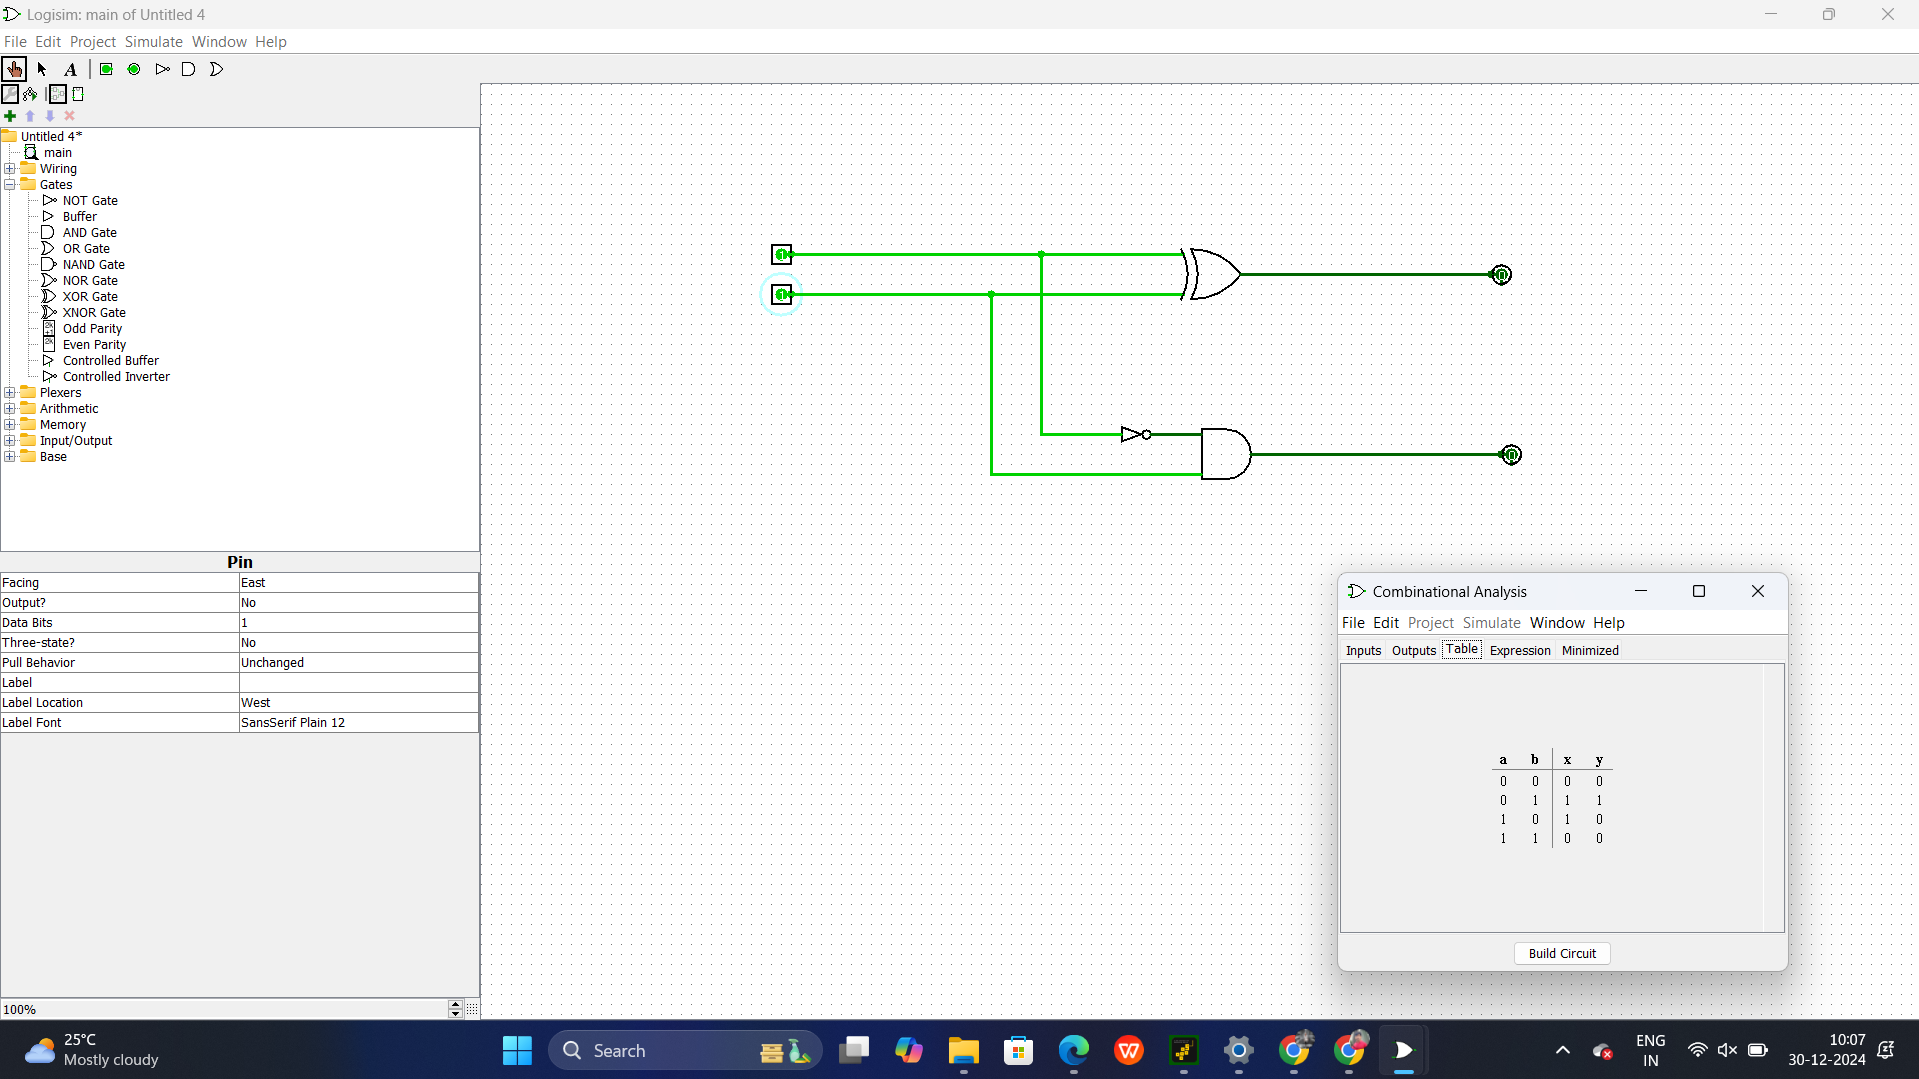 Logisim: main of Untitled 4
File Edit Project Simulate Window Help
A
Untitled 4*
main
Wiring
Gates
NOT Gate
Buffer
AND Gate
OR Gate
NAND Gate
NOR Gate
XOR Gate
XNOR Gate
Odd Parity
Even Parity
Controlled Buffer
Controlled Inverter
Plexers
Arithmetic
Memory
Input/Output
Base
Pin
Facing East
Output? No
Data Bits 1
Three-state? No
Pull Behavior Unchanged
Label
Label Location West
Label Font SansSerif Plain 12
100%
1
1
0
0
Combinational Analysis
File Edit Project Simulate Window Help
Inputs Outputs Table Expression Minimized
a b x y
0 0 0 0
0 1 1 1
1 0 1 0
1 1 0 0
Build Circuit
25°C
Mostly cloudy
Search
ENG
IN
10:07
30-12-2024